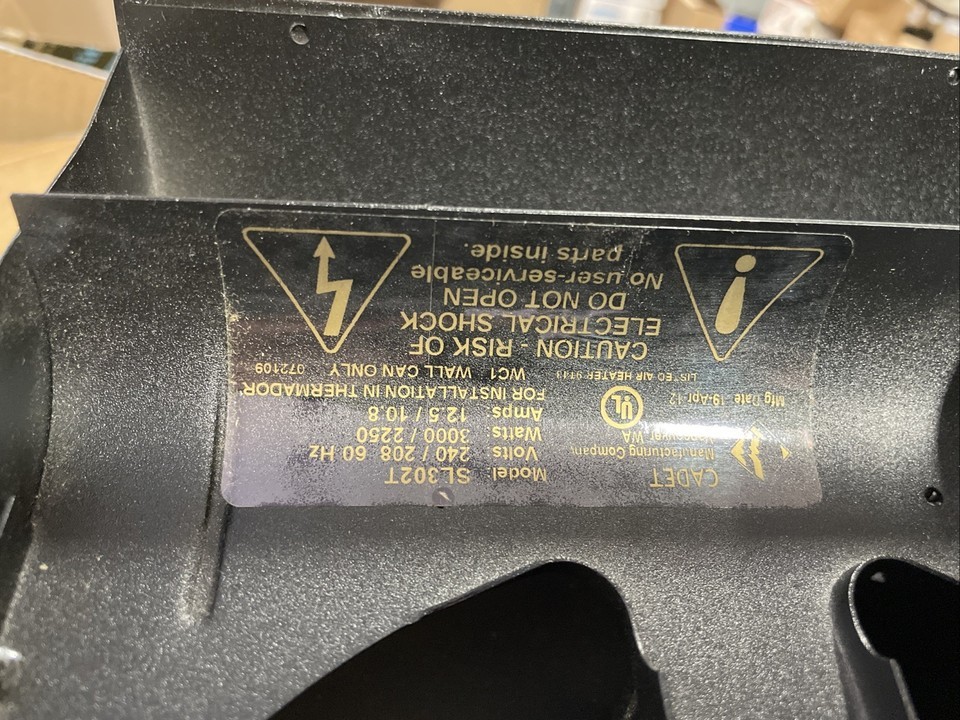 CADET
Manufacturing Company
Vancouver WA
Mfg Date 19-Apr-12
Model: SL302T
Volts: 240 / 208 60 Hz
Watts: 3000 / 2250
Amps: 12.5 / 10.8
UL
LISTED AIR HEATER 9111
FOR INSTALLATION IN THERMADOR
WC1 WALL CAN ONLY 072109
CAUTION - RISK OF
ELECTRICAL SHOCK
DO NOT OPEN
No user-serviceable
parts inside.